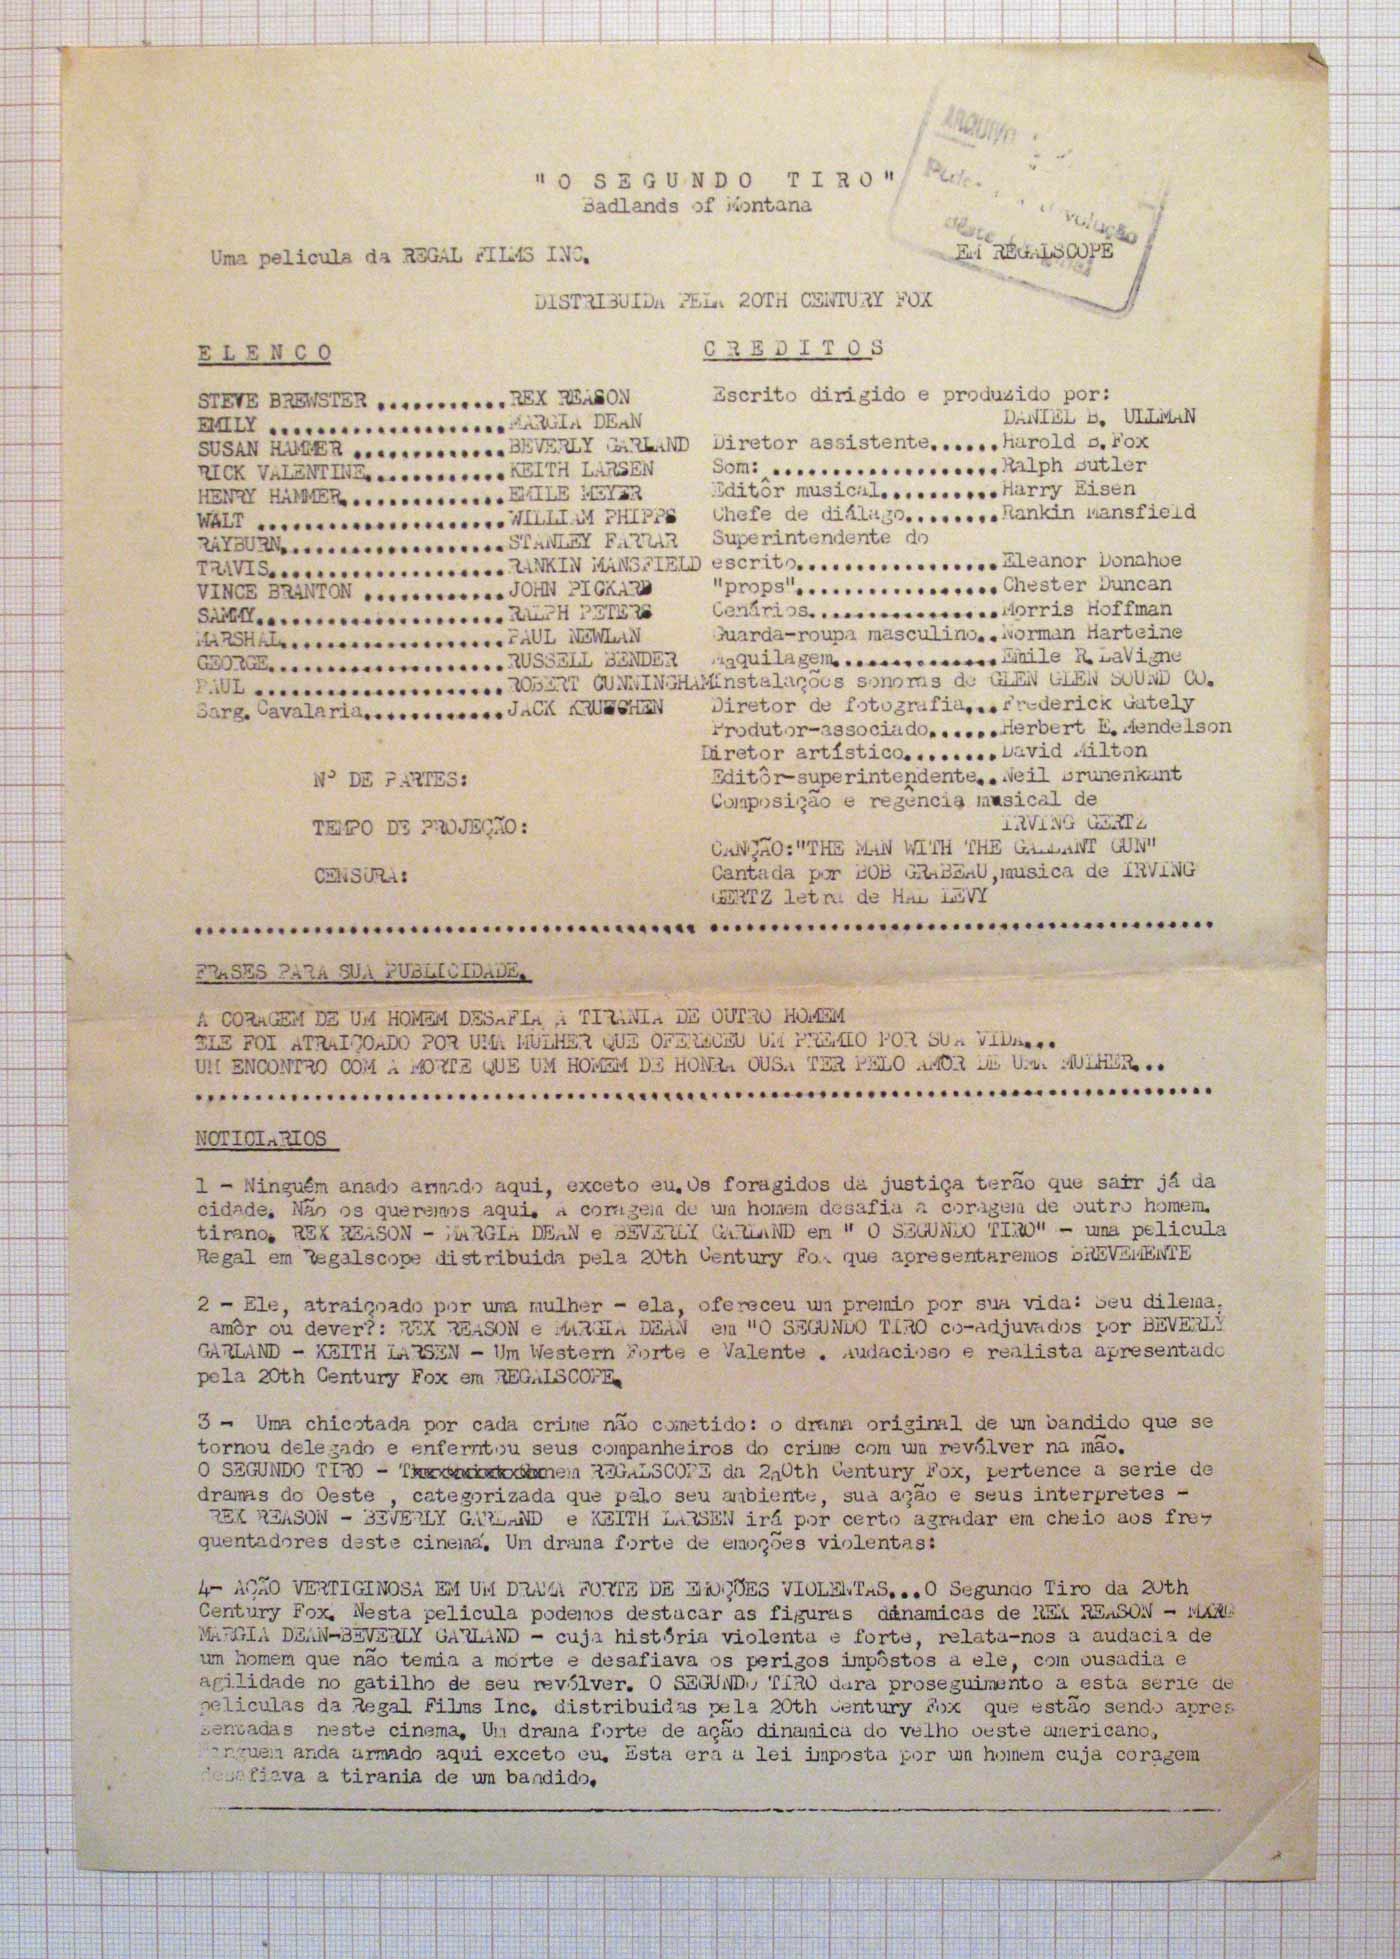 "O SEGUNDO TIRO"
Badlands of Montana
Uma pelicula da REGAL FILMS INC.
EM REGALSCOPE
DISTRIBUIDA PELA 20TH CENTURY FOX
ELENCO
STEVE BREWSTER ...........REX REASON
EMILY ....................MARGIA DEAN
SUSAN HAMMER .............BEVERLY GARLAND
RICK VALENTINE............KEITH LARSEN
HENRY HAMMER..............EMILE MEYER
WALT .....................WILLIAM PHIPPS
RAYBURN...................STANLEY FARRAR
TRAVIS....................RANKIN MANSFIELD
VINCE BRANTON ............JOHN PICKARD
SAMMY.....................RALPH PETERS
MARSHAL...................PAUL NEWLAN
GEORGE....................RUSSELL BENDER
PAUL .....................ROBERT CUNNINGHAM
Sarg. Cavalaria............JACK KRUSCHEN
Nº DE PARTES:
TEMPO DE PROJEÇÃO:
CENSURA:
CREDITOS
Escrito dirigido e produzido por:
DANIEL B. ULLMAN
Diretor assistente......Harold B. Fox
Som: ...................Ralph Butler
Editôr musical..........Harry Eisen
Chefe de diálago........Rankin Mansfield
Superintendente do
escrito.................Eleanor Donahoe
"props".................Chester Duncan
Cenários................Morris Hoffman
Guarda-roupa masculino..Norman Harteine
Maquilagem..............Emile R. LaVigne
Instalações sonoras de GLEN GLEN SOUND CO.
Diretor de fotografia...Frederick Gately
Produtor-associado......Herbert E. Mendelson
Diretor artístico........David Milton
Editôr-superintendente..Neil Brunenkant
Composição e regência musical de
IRVING GERTZ
CANÇÃO:"THE MAN WITH THE GALLANT GUN"
Cantada por BOB GRABEAU,musica de IRVING
GERTZ letra de HAL LEVY
FRASES PARA SUA PUBLICIDADE.
A CORAGEM DE UM HOMEM DESAFIA A TIRANIA DE OUTRO HOMEM
ELE FOI ATRAIÇOADO POR UMA MULHER QUE OFERECEU UM PREMIO POR SUA VIDA...
UM ENCONTRO COM A MORTE QUE UM HOMEM DE HONRA OUSA TER PELO AMOR DE UMA MULHER...
NOTICIARIOS
1 - Ninguém anado armado aqui, exceto eu.Os foragidos da justiça terão que sair já da
cidade. Não os queremos aqui. A coragem de um homem desafia a coragem de outro homem.
tirano. REX REASON - MARGIA DEAN e BEVERLY GARLAND em " O SEGUNDO TIRO" - uma pelicula
Regal em Regalscope distribuida pela 20th Century Fox que apresentaremos BREVEMENTE
2 - Ele, atraiçoado por uma mulher - ela, ofereceu um premio por sua vida: Seu dilema,
amôr ou dever?: REX REASON e MARGIA DEAN em "O SEGUNDO TIRO co-adjuvados por BEVERLY
GARLAND - KEITH LARSEN - Um Western Forte e Valente . Audacioso e realista apresentado
pela 20th Century Fox em REGALSCOPE.
3 - Uma chicotada por cada crime não cometido: o drama original de um bandido que se
tornou delegado e enferntou seus companheiros do crime com um revólver na mão.
O SEGUNDO TIRO - em REGALSCOPE da 20th Century Fox, pertence a serie de
dramas do Oeste , categorizada que pelo seu ambiente, sua ação e seus interpretes -
REX REASON - BEVERLY GARLAND e KEITH LARSEN irá por certo agradar em cheio aos fre-
quentadores deste cinema. Um drama forte de emoções violentas:
4- AÇÃO VERTIGINOSA EM UM DRAMA FORTE DE EMOÇÕES VIOLENTAS...O Segundo Tiro da 20th
Century Fox. Nesta pelicula podemos destacar as figuras dinamicas de REX REASON -
MARGIA DEAN-BEVERLY GARLAND - cuja história violenta e forte, relata-nos a audacia de
um homem que não temia a morte e desafiava os perigos impôstos a ele, com ousadia e
agilidade no gatilho de seu revólver. O SEGUNDO TIRO dara proseguimento a esta serie de
peliculas da Regal Films Inc. distribuidas pela 20th Century Fox que estão sendo apres
sentadas neste cinema. Um drama forte de ação dinamica do velho oeste americano.
Ninguem anda armado aqui exceto eu. Esta era a lei imposta por um homem cuja coragem
desafiava a tirania de um bandido.
ARQUIVO